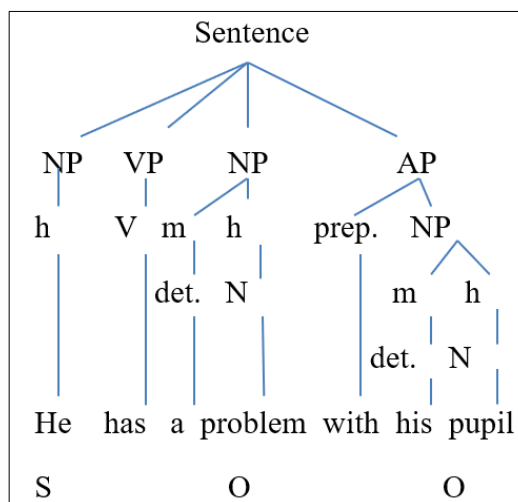 Sentence
NP VP NP AP
h V m h prep. NP
det. N m h
det. N
He has a problem with his pupil
S O O